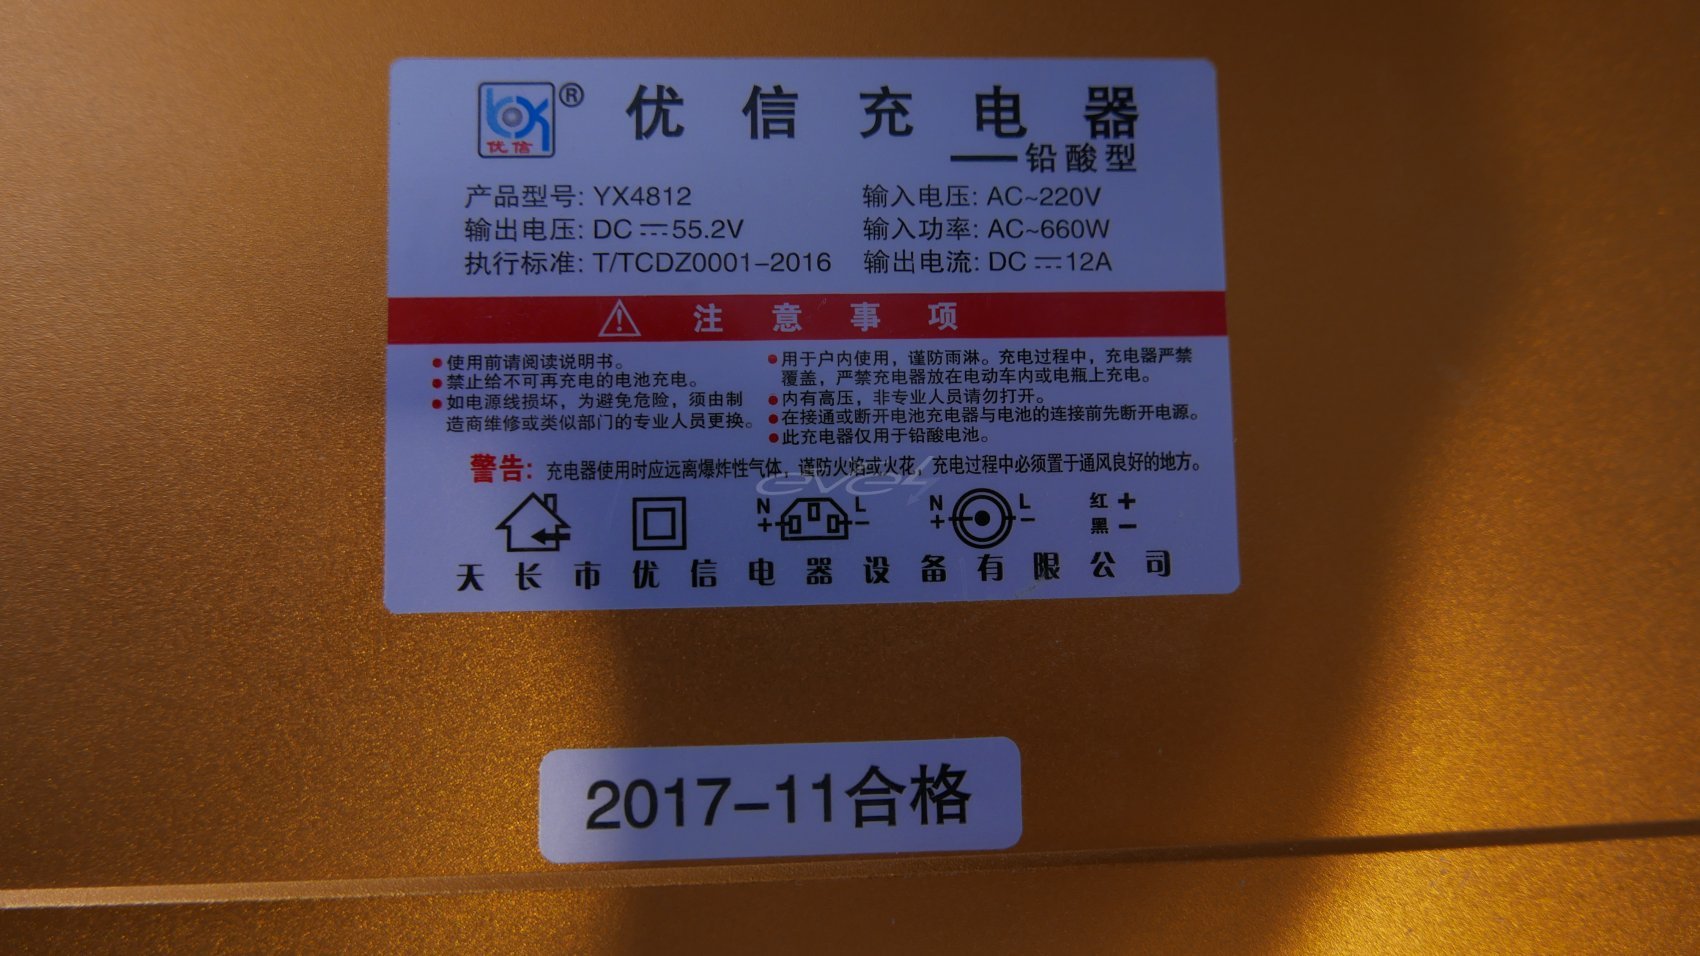 优信
®
优信充电器
——铅酸型
产品型号: YX4812
输入电压: AC~220V
输出电压: DC 55.2V
输入功率: AC~660W
执行标准: T/TCDZ0001-2016
输出电流: DC 12A
注意事项
●使用前请阅读说明书。
●禁止给不可再充电的电池充电。
●如电源线损坏，为避免危险，须由制
造商维修或类似部门的专业人员更换。
●用于户内使用，谨防雨淋。充电过程中，充电器严禁
覆盖，严禁充电器放在电动车内或电瓶上充电。
●内有高压，非专业人员请勿打开。
●在接通或断开电池充电器与电池的连接前先断开电源。
●此充电器仅用于铅酸电池。
警告: 充电器使用时应远离爆炸性气体，谨防火焰或火花，充电过程中必须置于通风良好的地方。
N L
+ −
N L
+ −
红 +
黑 −
天长市优信电器设备有限公司
2017-11合格